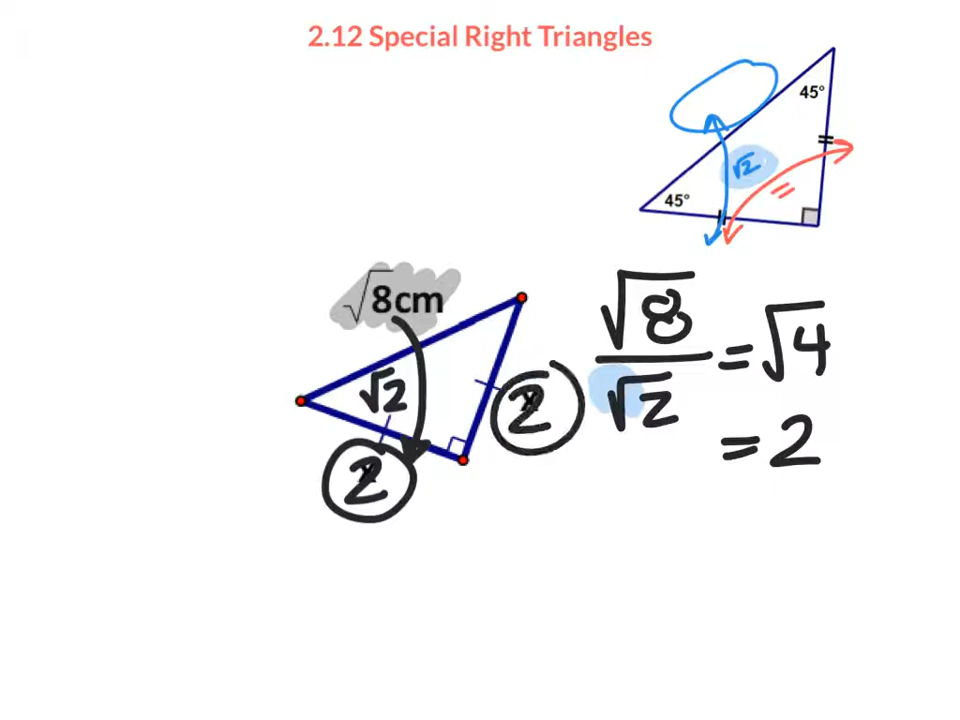 2.12 Special Right Triangles
45°
√2
=
45°
√8cm
√2
2
2
√8/√2 = √4
= 2